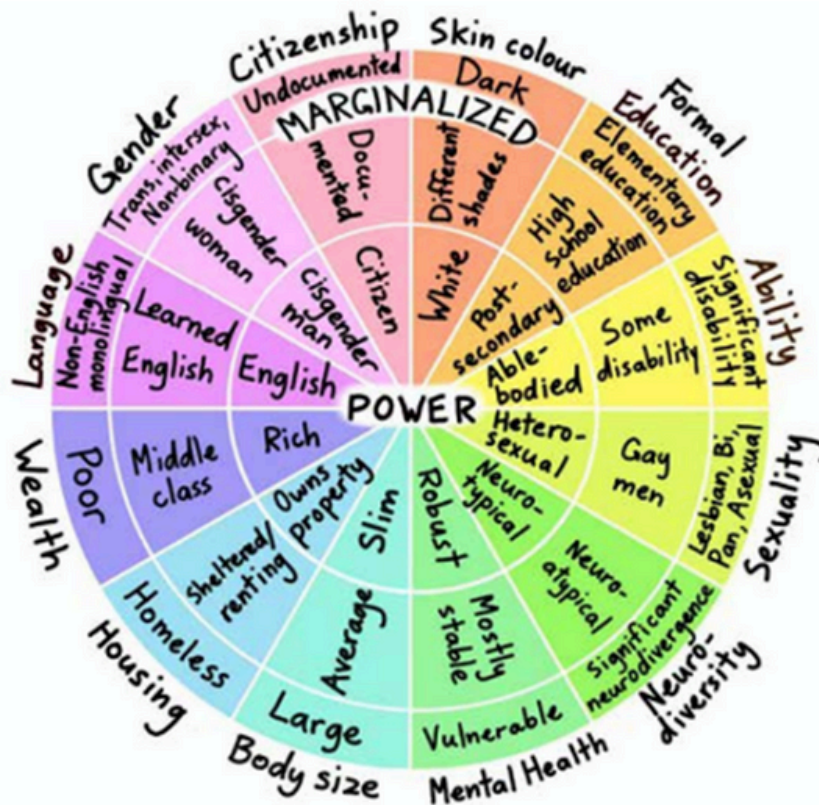 Citizenship
Undocumented
Docu-
mented
Citizen
Skin colour
Dark
Different
shades
White
Formal
Education
Elementary
education
High
school
education
Post-
secondary
Ability
Significant
disability
Some
disability
Able-
bodied
Sexuality
Lesbian, Bi,
Pan, Asexual
Gay
men
Hetero-
sexual
Neuro-
diversity
Significant
neurodivergence
Neuro-
atypical
Neuro-
typical
Mental Health
Vulnerable
Mostly
stable
Robust
Body size
Large
Average
Slim
Housing
Homeless
Sheltered/
renting
Owns
property
Wealth
Poor
Middle
class
Rich
Language
Non-English
monolingual
Learned
English
English
Gender
Trans, intersex,
Non-binary
cisgender
woman
cisgender
man
MARGINALIZED
POWER